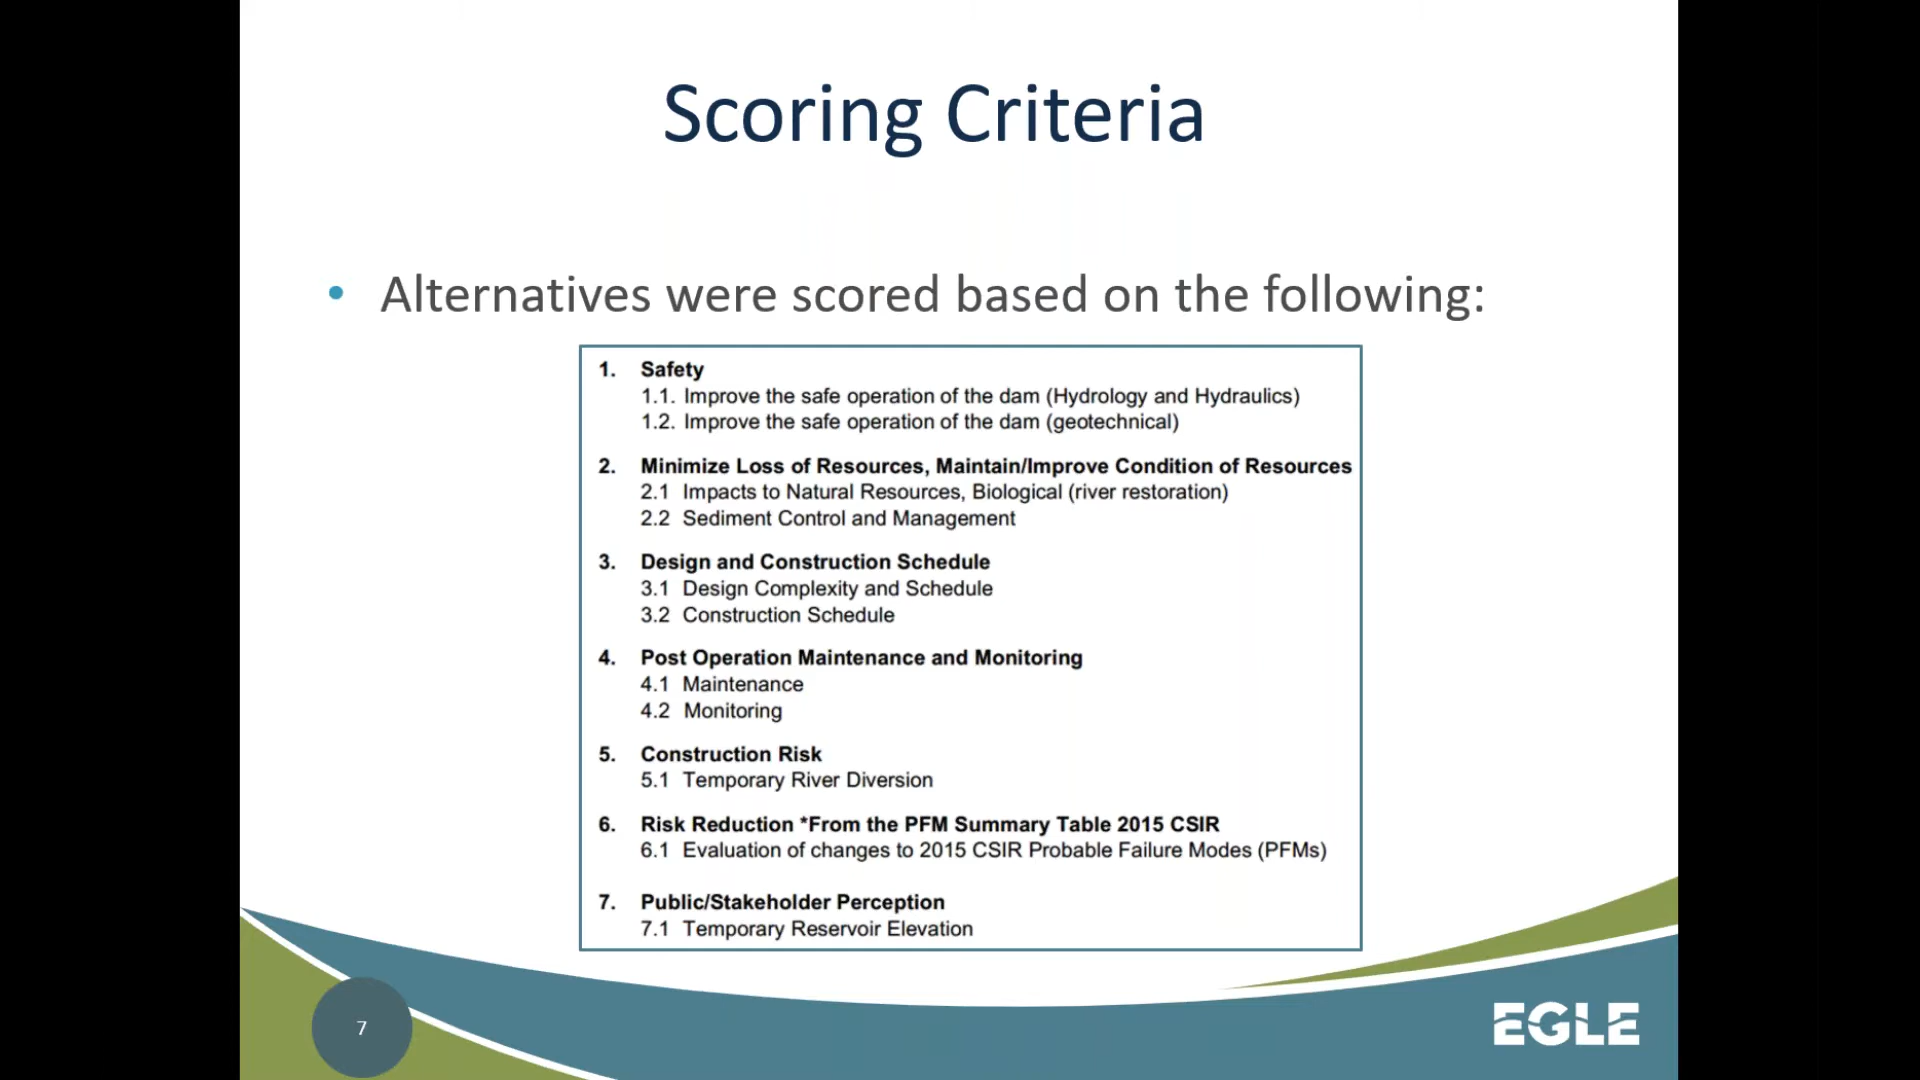 Scoring Criteria
• Alternatives were scored based on the following:
1. Safety
1.1. Improve the safe operation of the dam (Hydrology and Hydraulics)
1.2. Improve the safe operation of the dam (geotechnical)
2. Minimize Loss of Resources, Maintain/Improve Condition of Resources
2.1 Impacts to Natural Resources, Biological (river restoration)
2.2 Sediment Control and Management
3. Design and Construction Schedule
3.1 Design Complexity and Schedule
3.2 Construction Schedule
4. Post Operation Maintenance and Monitoring
4.1 Maintenance
4.2 Monitoring
5. Construction Risk
5.1 Temporary River Diversion
6. Risk Reduction *From the PFM Summary Table 2015 CSIR
6.1 Evaluation of changes to 2015 CSIR Probable Failure Modes (PFMs)
7. Public/Stakeholder Perception
7.1 Temporary Reservoir Elevation
7
EGLE